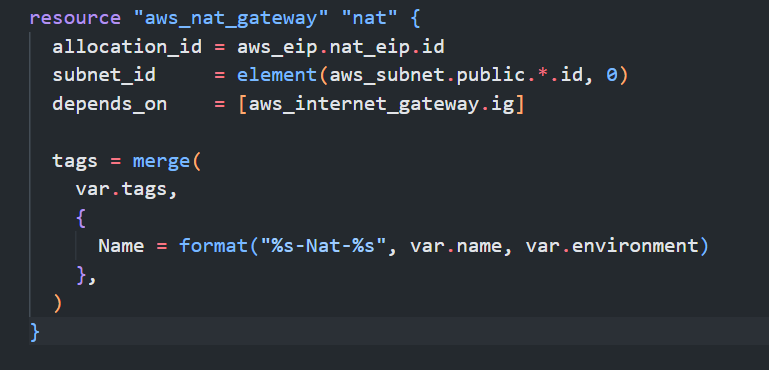 resource "aws_nat_gateway" "nat" {
  allocation_id = aws_eip.nat_eip.id
  subnet_id     = element(aws_subnet.public.*.id, 0)
  depends_on    = [aws_internet_gateway.ig]

  tags = merge(
    var.tags,
    {
      Name = format("%s-Nat-%s", var.name, var.environment)
    },
  )
}